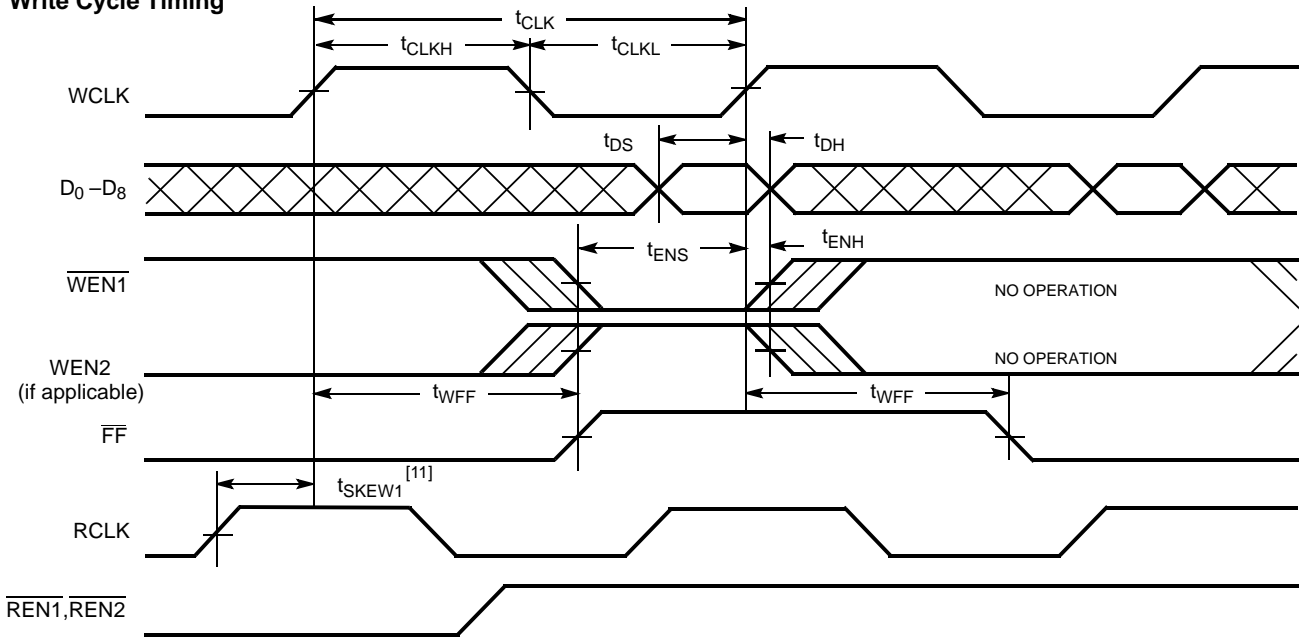 Write Cycle Timing
tCLK
tCLKH
tCLKL
WCLK
tDS
tDH
D0 –D8
tENS
tENH
WEN1
NO OPERATION
WEN2
(if applicable)
NO OPERATION
tWFF
tWFF
FF
tSKEW1[11]
RCLK
REN1,REN2